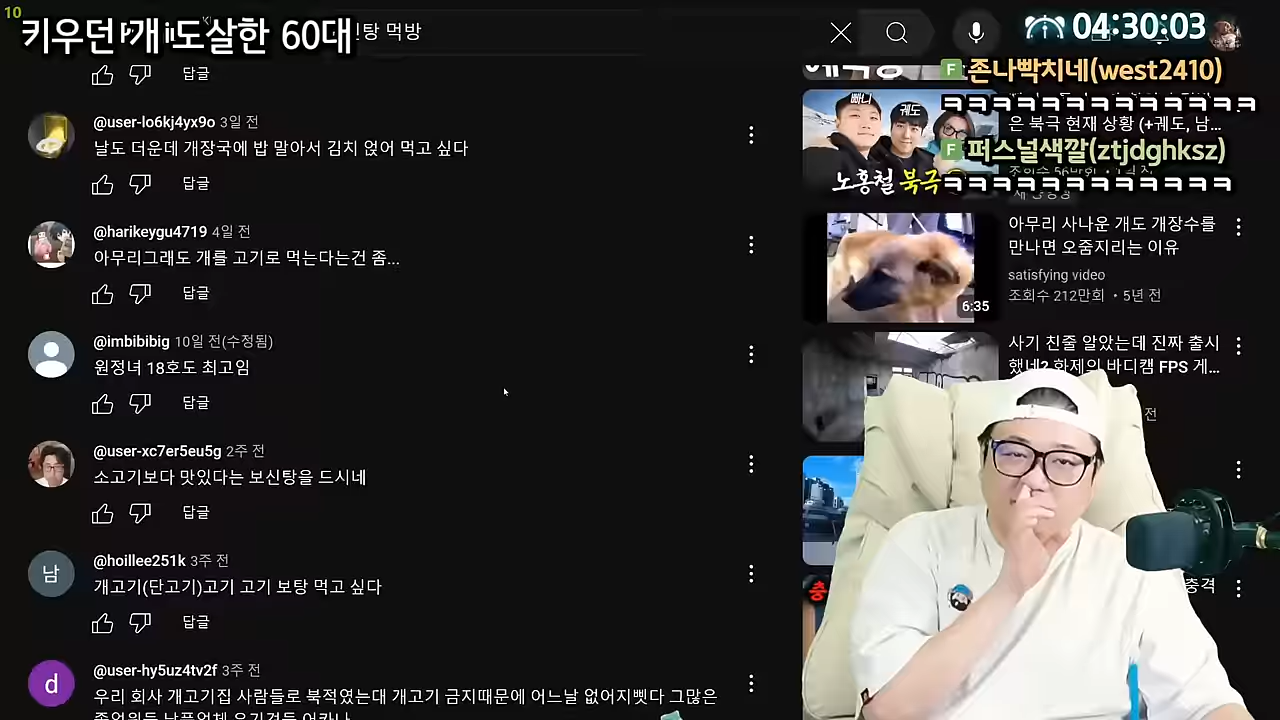 10
키우던 개 도살한 60대
탕 먹방
04:30:03
답글
@user-lo6kj4yx9o 3일 전
날도 더운데 개장국에 밥 말아서 김치 얹어 먹고 싶다
답글
@harikeygu4719 4일 전
아무리그래도 개를 고기로 먹는다는건 좀...
답글
@imbibibig 10일 전(수정됨)
원정녀 18호도 최고임
답글
@user-xc7er5eu5g 2주 전
소고기보다 맛있다는 보신탕을 드시네
답글
남
@hoillee251k 3주 전
개고기(단고기)고기 고기 보탕 먹고 싶다
답글
d
@user-hy5uz4tv2f 3주 전
우리 회사 개고기집 사람들로 북적였는대 개고기 금지때문에 어느날 없어지삣다 그많은
F 존나빡치네(west2410)
ㅋㅋㅋㅋㅋㅋㅋㅋㅋㅋㅋㅋㅋ
은 북극 현재 상황 (+궤도, 남...
F 퍼스널색깔(ztjdghksz)
ㅋㅋㅋㅋㅋㅋㅋㅋㅋㅋㅋㅋ
빠니
궤도
노홍철 북극
아무리 사나운 개도 개장수를
만나면 오줌지리는 이유
satisfying video
조회수 212만회 • 5년 전
6:35
사기 친줄 알았는데 진짜 출시
했네? 화제의 바디캠 FPS 게...
전
충
충격